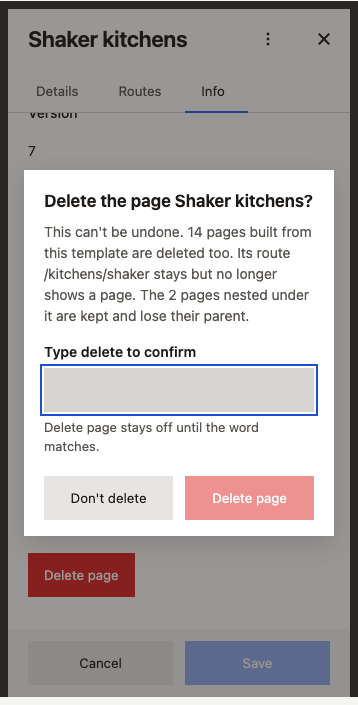 Shaker kitchens
Details Routes Info
Version
7
Delete the page Shaker kitchens?
This can't be undone. 14 pages built from
this template are deleted too. Its route
/kitchens/shaker stays but no longer
shows a page. The 2 pages nested under
it are kept and lose their parent.
Type delete to confirm
Delete page stays off until the word
matches.
Don't delete Delete page
Delete page
Cancel Save